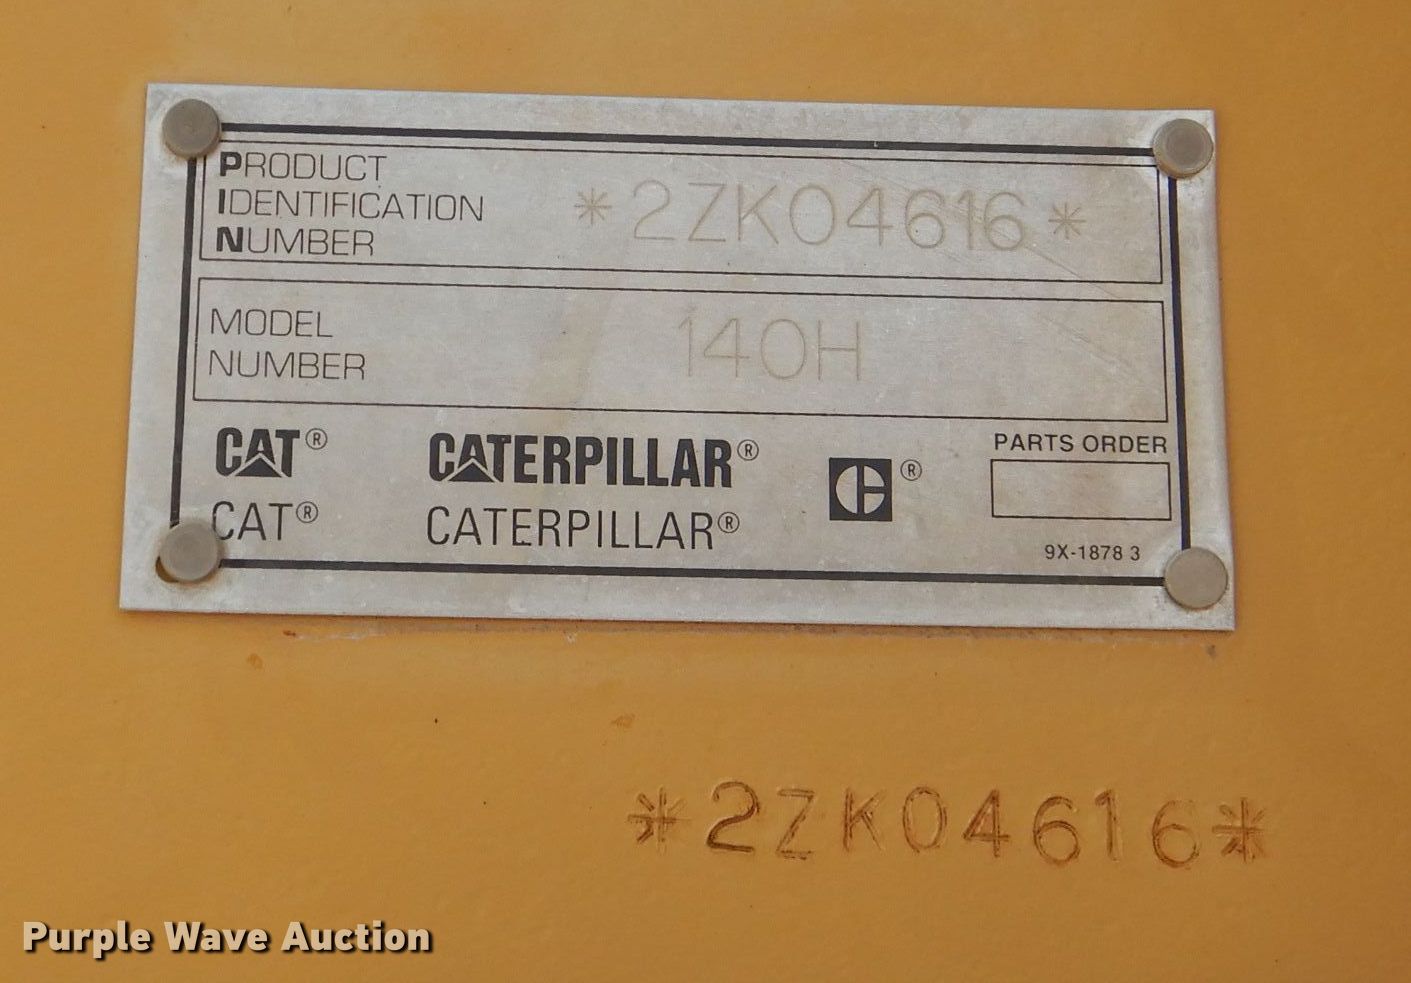 PRODUCT
IDENTIFICATION
NUMBER
*2ZK04616*
MODEL
NUMBER
140H
CAT® CATERPILLAR® ®
CAT® CATERPILLAR®
PARTS ORDER
9X-1878 3
*2ZK04616*
Purple Wave Auction